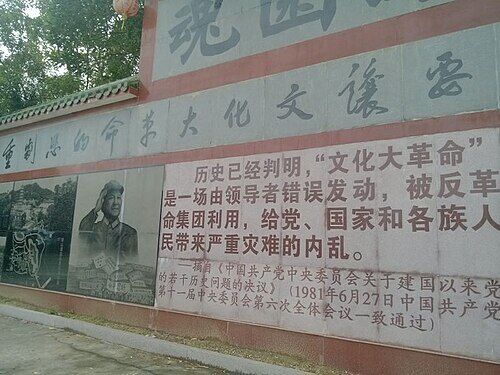 魂
要讓文化大革命的悲劇重
历史已经判明，“文化大革命”
是一场由领导者错误发动，被反革
命集团利用，给党、国家和各族人
民带来严重灾难的内乱。
—摘自《中国共产党中央委员会关于建国以来党
的若干历史问题的决议》（1981年6月27日中国共产党
第十一届中央委员会第六次全体会议一致通过）